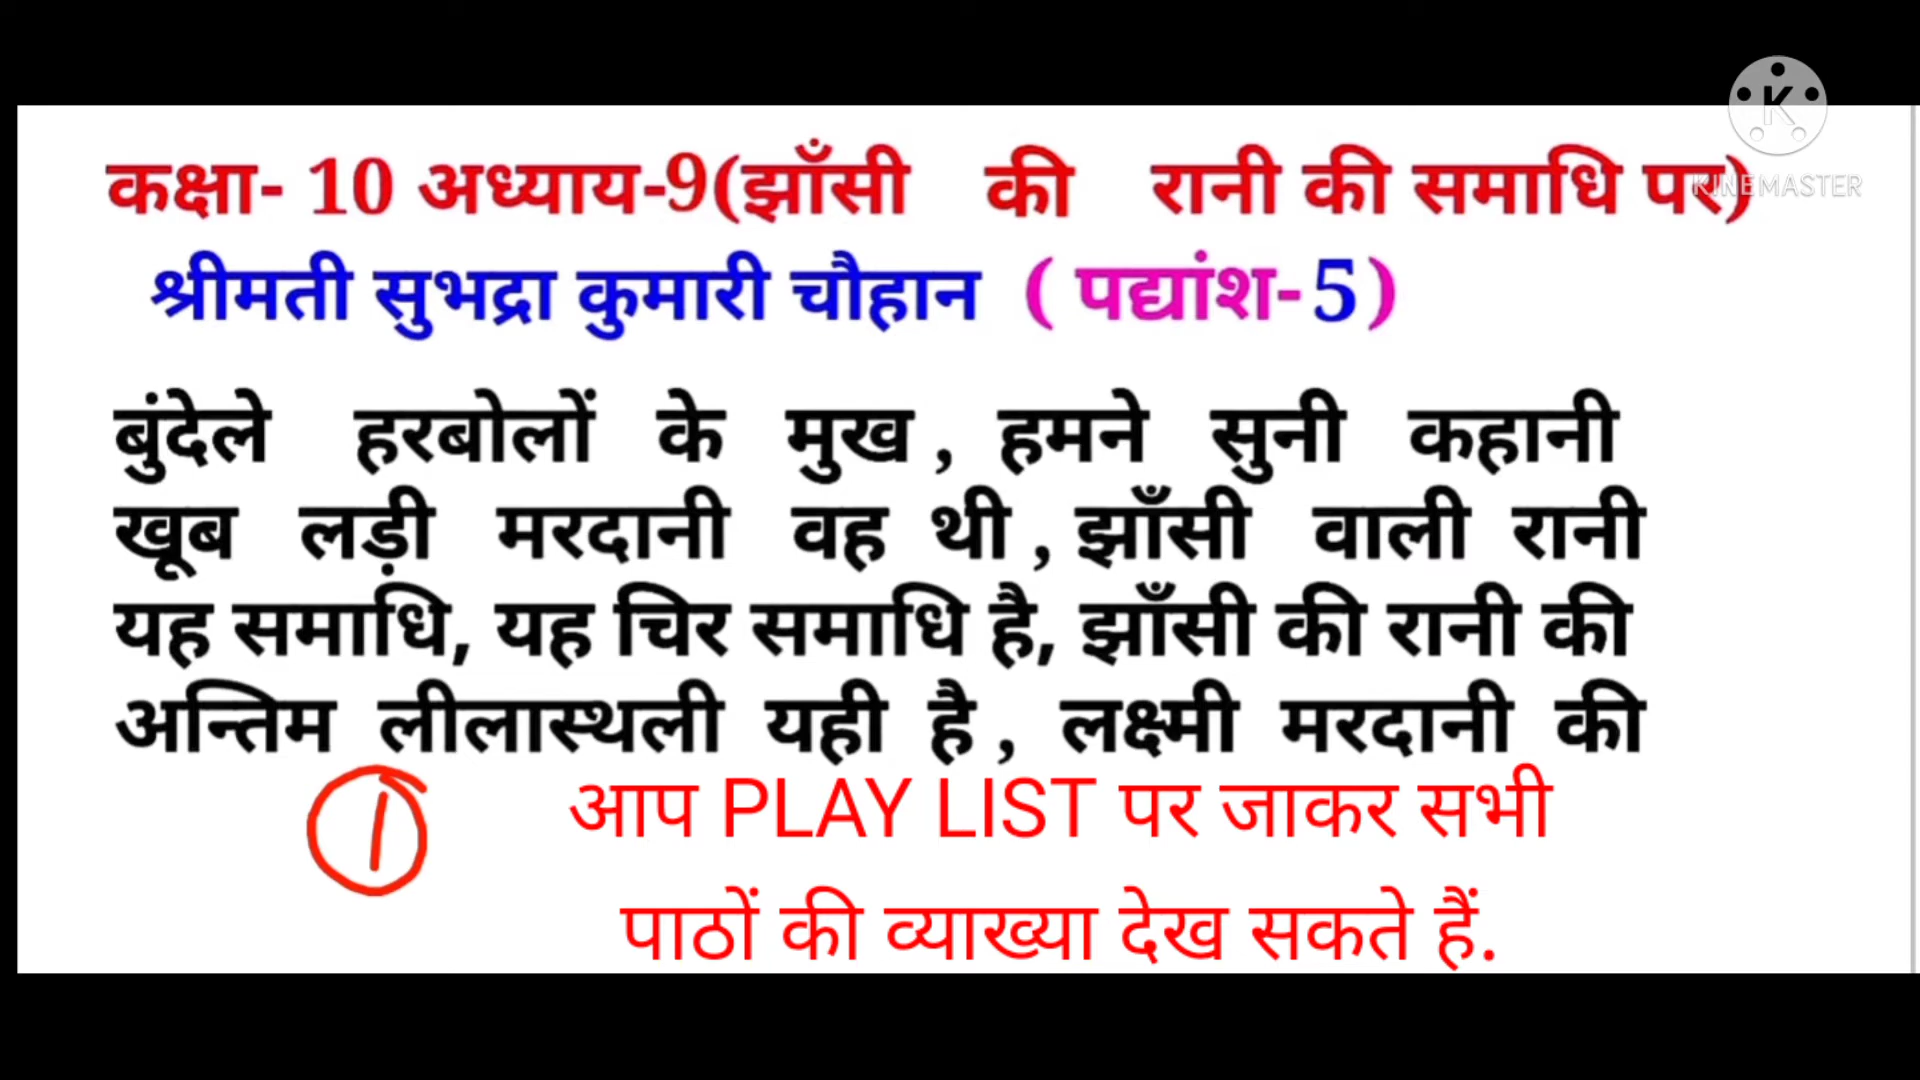 K
KINEMASTER
कक्षा- 10 अध्याय-9(झाँसी की रानी की समाधि पर)
श्रीमती सुभद्रा कुमारी चौहान ( पद्यांश-5)
बुंदेले हरबोलों के मुख , हमने सुनी कहानी
खूब लड़ी मरदानी वह थी , झाँसी वाली रानी
यह समाधि, यह चिर समाधि है, झाँसी की रानी की
अन्तिम लीलास्थली यही है , लक्ष्मी मरदानी की
1 आप PLAY LIST पर जाकर सभी
पाठों की व्याख्या देख सकते हैं.